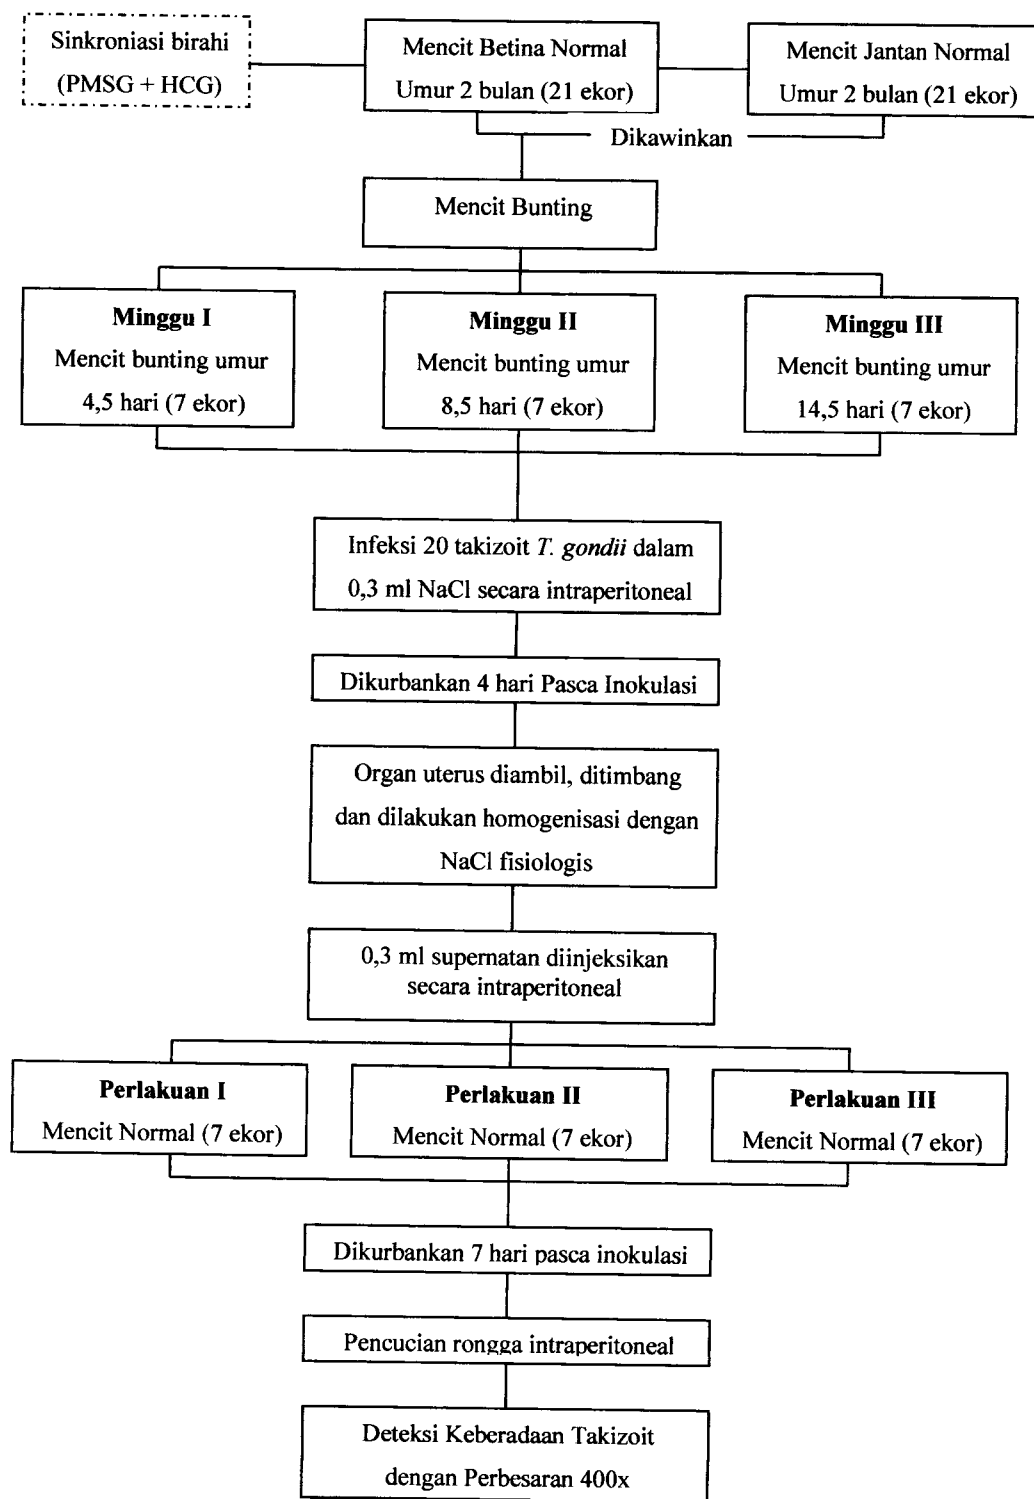 Sinkroniasi birahi
(PMSG + HCG)
Mencit Betina Normal
Umur 2 bulan (21 ekor)
Mencit Jantan Normal
Umur 2 bulan (21 ekor)
Dikawinkan
Mencit Bunting
Minggu I
Mencit bunting umur
4,5 hari (7 ekor)
Minggu II
Mencit bunting umur
8,5 hari (7 ekor)
Minggu III
Mencit bunting umur
14,5 hari (7 ekor)
Infeksi 20 takizoit T. gondii dalam
0,3 ml NaCl secara intraperitoneal
Dikurbankan 4 hari Pasca Inokulasi
Organ uterus diambil, ditimbang
dan dilakukan homogenisasi dengan
NaCl fisiologis
0,3 ml supernatan diinjeksikan
secara intraperitoneal
Perlakuan I
Mencit Normal (7 ekor)
Perlakuan II
Mencit Normal (7 ekor)
Perlakuan III
Mencit Normal (7 ekor)
Dikurbankan 7 hari pasca inokulasi
Pencucian rongga intraperitoneal
Deteksi Keberadaan Takizoit
dengan Perbesaran 400x